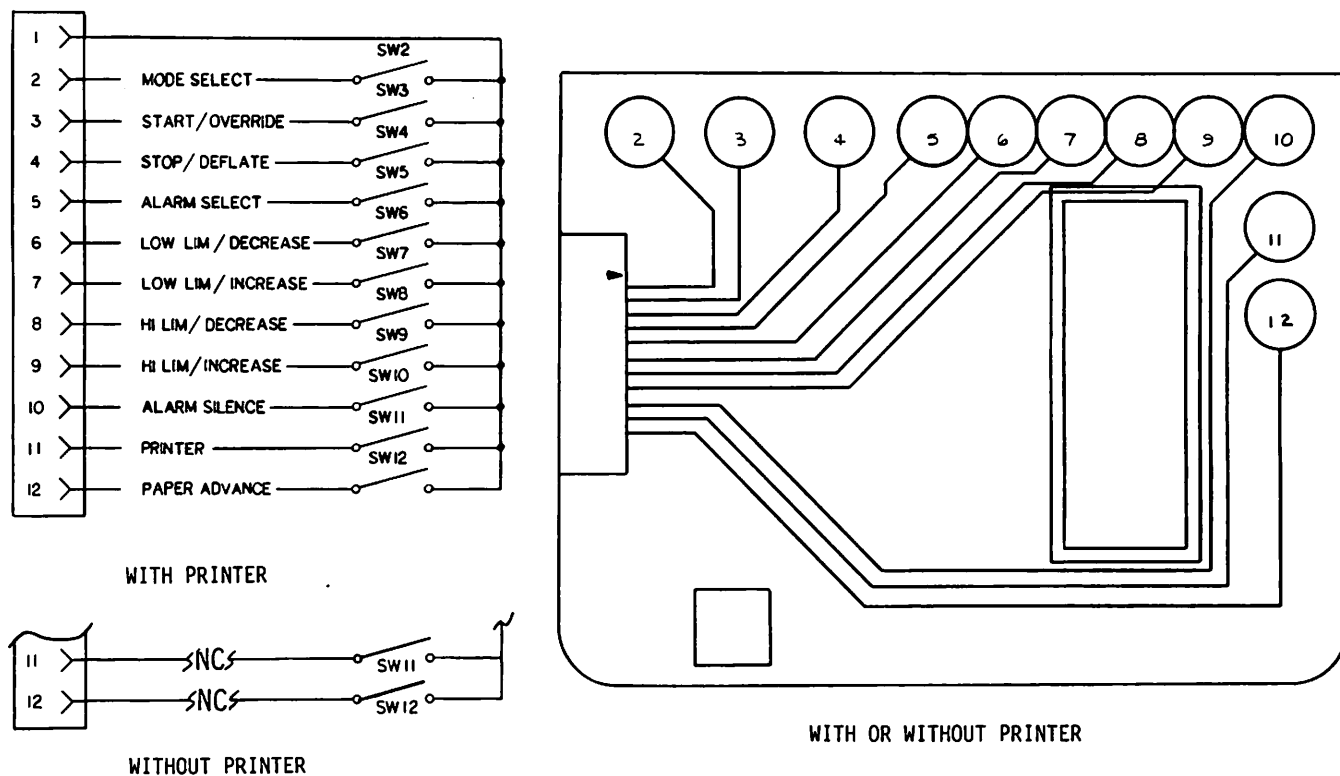 1
SW2
2 MODE SELECT
SW3
3 START/OVERRIDE
SW4
4 STOP/DEFLATE
SW5
5 ALARM SELECT
SW6
6 LOW LIM/DECREASE
SW7
7 LOW LIM/INCREASE
SW8
8 HI LIM/DECREASE
SW9
9 HI LIM/INCREASE
SW10
10 ALARM SILENCE
SW11
11 PRINTER
SW12
12 PAPER ADVANCE
WITH PRINTER
11 NC SW11
12 NC SW12
WITHOUT PRINTER
2 3 4 5 6 7 8 9 10
11
12
WITH OR WITHOUT PRINTER